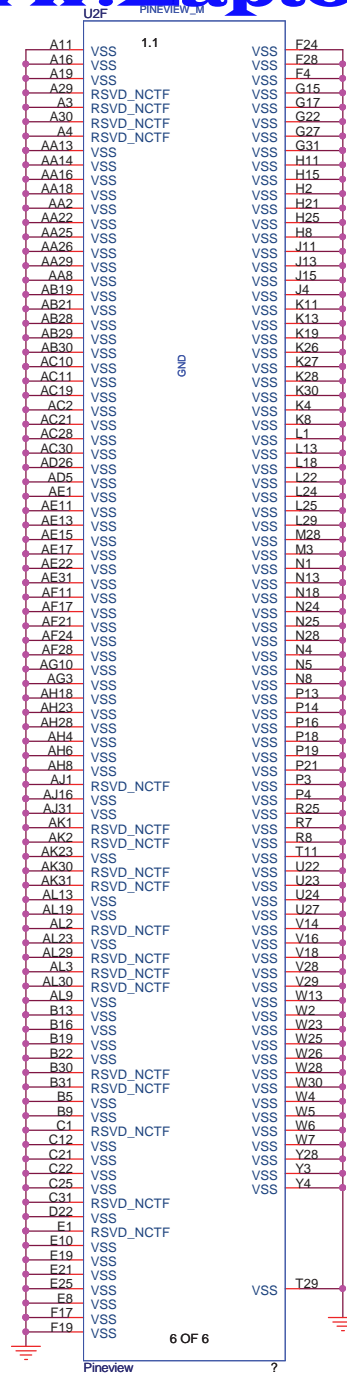 U2F PINEVIEW_M
1.1
A11 VSS VSS F24
A16 VSS VSS F28
A19 VSS VSS F4
A29 RSVD_NCTF VSS G15
A3 RSVD_NCTF VSS G17
A30 RSVD_NCTF VSS G22
A4 RSVD_NCTF VSS G27
AA13 VSS VSS G31
AA14 VSS VSS H11
AA16 VSS VSS H15
AA18 VSS VSS H2
AA2 VSS VSS H21
AA22 VSS VSS H25
AA25 VSS VSS H8
AA26 VSS VSS J11
AA29 VSS VSS J13
AA8 VSS VSS J15
AB19 VSS VSS J4
AB21 VSS VSS K11
AB28 VSS VSS K13
AB29 VSS VSS K19
AB30 VSS VSS K26
AC10 VSS GND VSS K27
AC11 VSS VSS K28
AC19 VSS VSS K30
AC2 VSS VSS K4
AC21 VSS VSS K8
AC28 VSS VSS L1
AC30 VSS VSS L13
AD26 VSS VSS L18
AD5 VSS VSS L22
AE1 VSS VSS L24
AE11 VSS VSS L25
AE13 VSS VSS L29
AE15 VSS VSS M28
AE17 VSS VSS M3
AE22 VSS VSS N1
AE31 VSS VSS N13
AF11 VSS VSS N18
AF17 VSS VSS N24
AF21 VSS VSS N25
AF24 VSS VSS N28
AF28 VSS VSS N4
AG10 VSS VSS N5
AG3 VSS VSS N8
AH18 VSS VSS P13
AH23 VSS VSS P14
AH28 VSS VSS P16
AH4 VSS VSS P18
AH6 VSS VSS P19
AH8 VSS VSS P21
AJ1 RSVD_NCTF VSS P3
AJ16 VSS VSS P4
AJ31 VSS VSS R25
AK1 RSVD_NCTF VSS R7
AK2 RSVD_NCTF VSS R8
AK23 VSS VSS T11
AK30 RSVD_NCTF VSS U22
AK31 RSVD_NCTF VSS U23
AL13 VSS VSS U24
AL19 VSS VSS U27
AL2 RSVD_NCTF VSS V14
AL23 VSS VSS V16
AL29 RSVD_NCTF VSS V18
AL3 RSVD_NCTF VSS V28
AL30 RSVD_NCTF VSS V29
AL9 VSS VSS W13
B13 VSS VSS W2
B16 VSS VSS W23
B19 VSS VSS W25
B22 VSS VSS W26
B30 RSVD_NCTF VSS W28
B31 RSVD_NCTF VSS W30
B5 VSS VSS W4
B9 VSS VSS W5
C1 RSVD_NCTF VSS W6
C12 VSS VSS W7
C21 VSS VSS Y28
C22 VSS VSS Y3
C25 VSS VSS Y4
C31 RSVD_NCTF
D22 VSS
E1 RSVD_NCTF
E10 VSS
E19 VSS
E21 VSS
E25 VSS VSS T29
E8 VSS
F17 VSS
F19 VSS
6 OF 6
Pineview ?